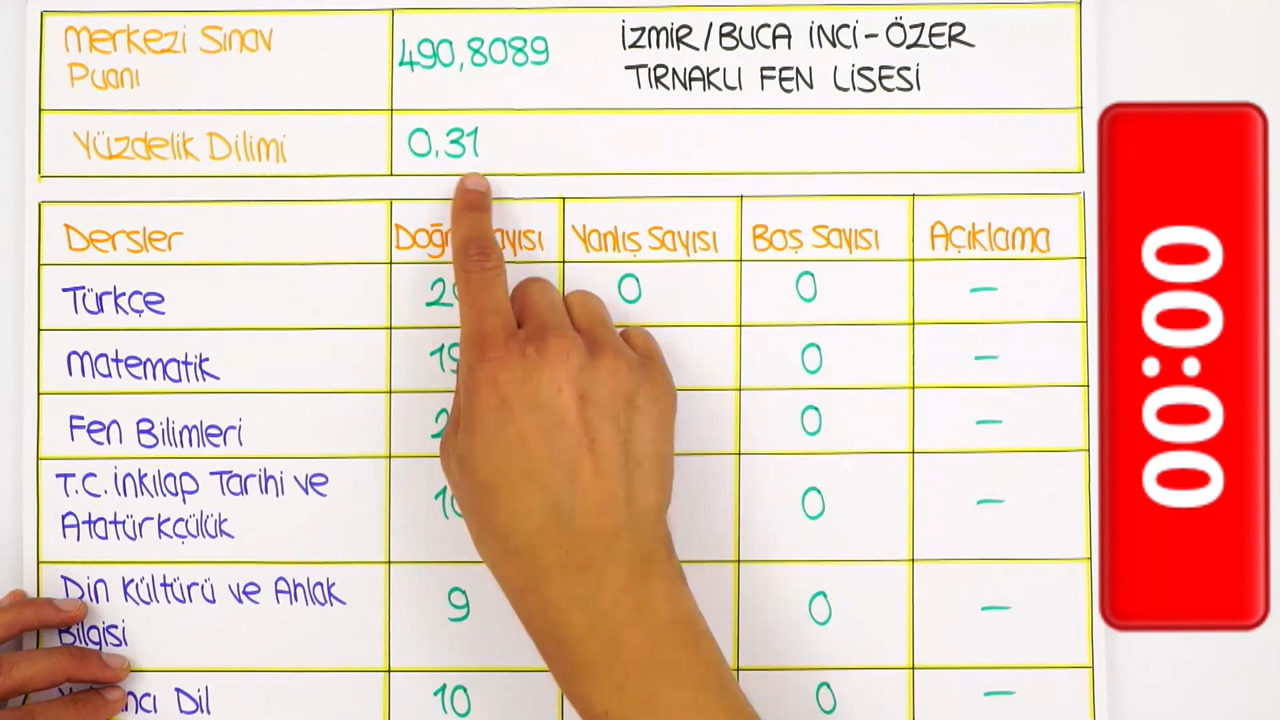 Merkezi Sınav
Puanı
490,8089
İZMİR/BUCA İNCİ-ÖZER
TIRNAKLI FEN LİSESİ
Yüzdelik Dilimi
0.31
Dersler
Yanlış Sayısı
Boş Sayısı
Açıklama
Türkçe
0
0
–
Matematik
0
–
Fen Bilimleri
0
–
T.C. İnkılap Tarihi ve
Atatürkçülük
0
–
Din Kültürü ve Ahlak
Bilgisi
9
0
–
Dil
10
0
–
00:00